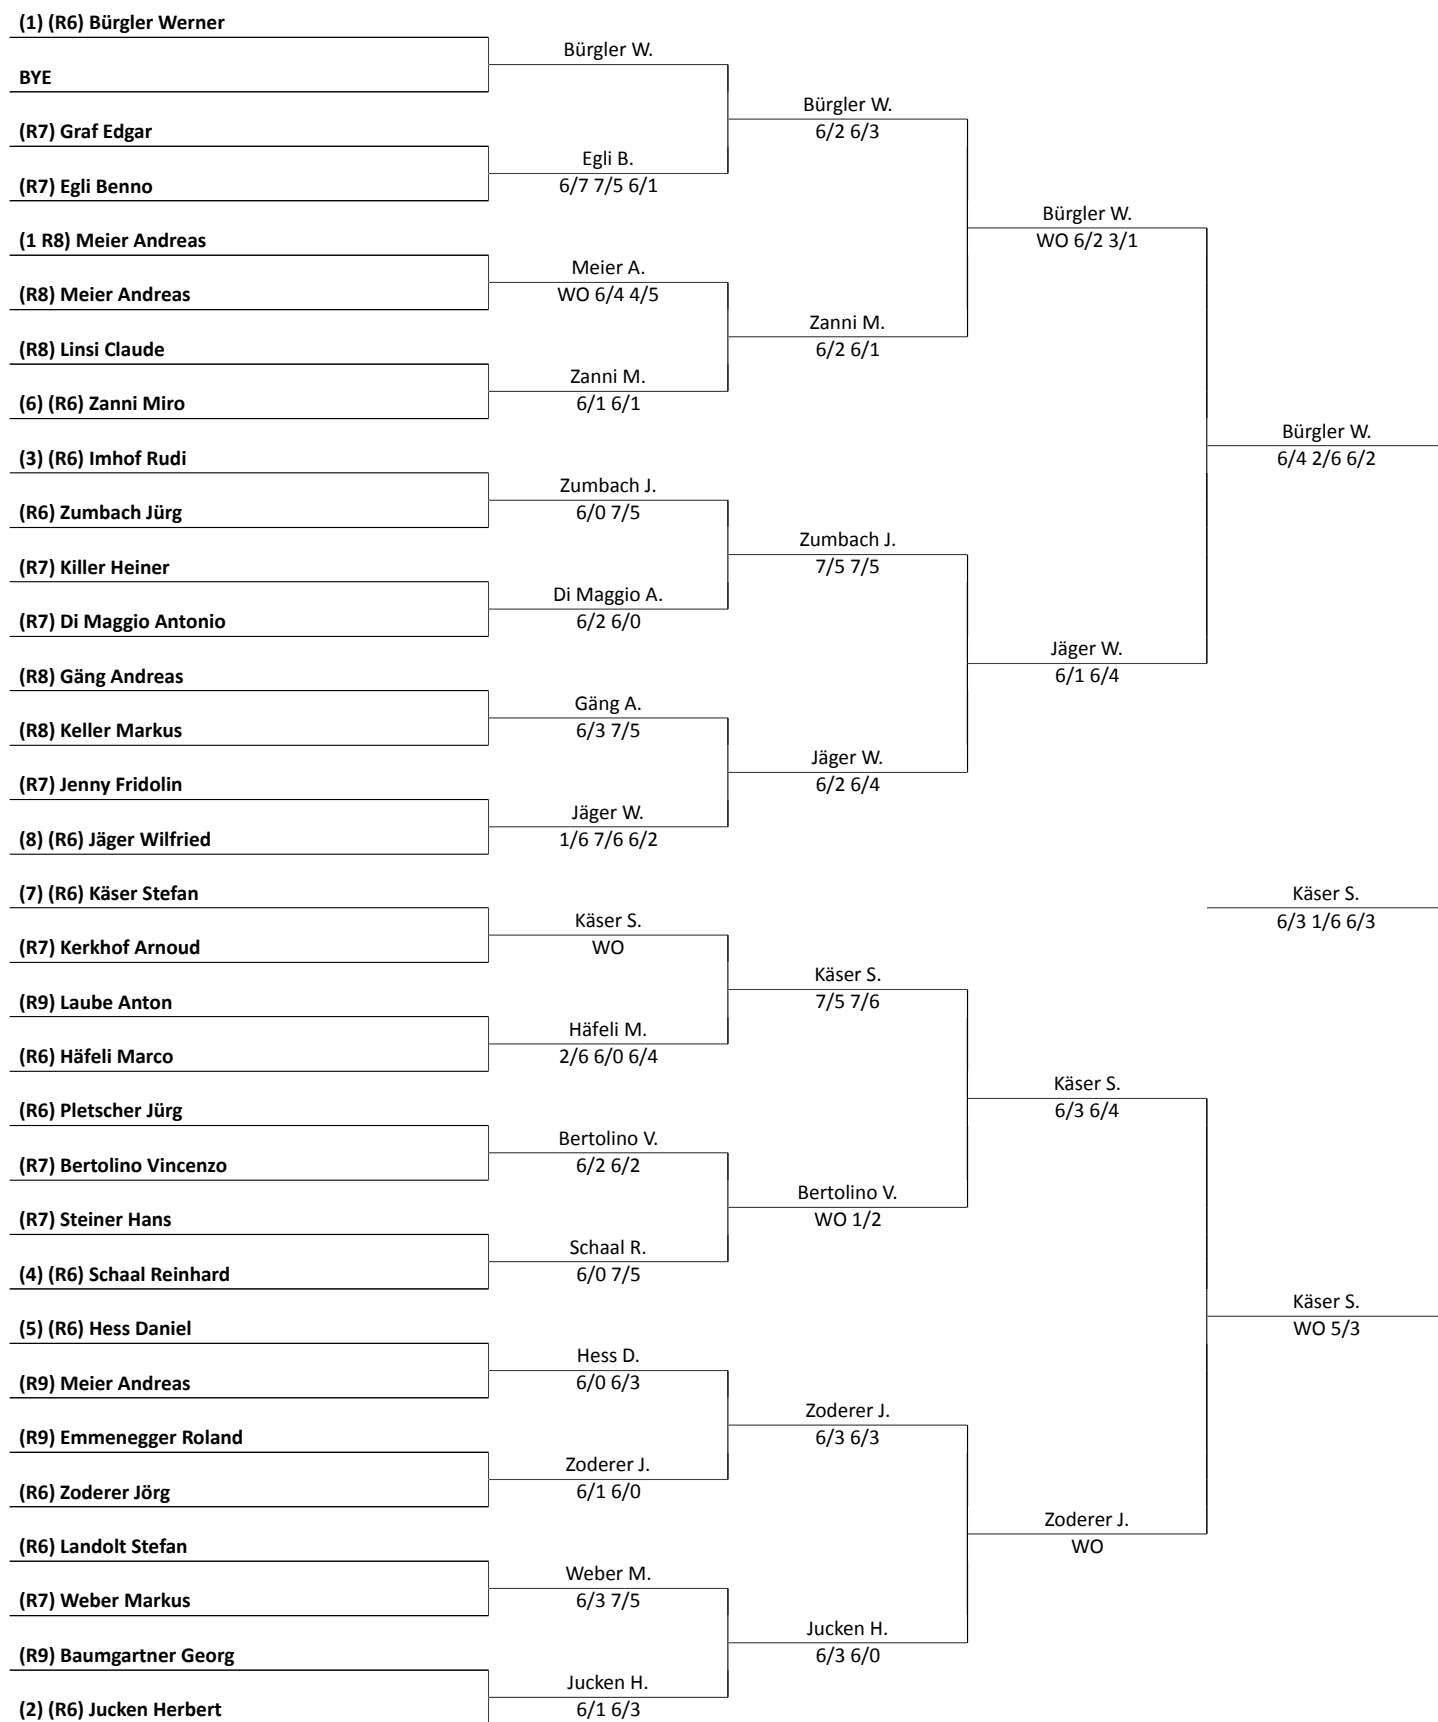 (1) (R6) Bürgler Werner
Bürgler W.
BYE
Bürgler W.
6/2 6/3
(R7) Graf Edgar
Egli B.
6/7 7/5 6/1
(R7) Egli Benno
Bürgler W.
WO 6/2 3/1
(1 R8) Meier Andreas
Meier A.
WO 6/4 4/5
(R8) Meier Andreas
Zanni M.
6/2 6/1
(R8) Linsi Claude
Zanni M.
6/1 6/1
(6) (R6) Zanni Miro
Bürgler W.
6/4 2/6 6/2
(3) (R6) Imhof Rudi
Zumbach J.
6/0 7/5
(R6) Zumbach Jürg
Zumbach J.
7/5 7/5
(R7) Killer Heiner
Di Maggio A.
6/2 6/0
(R7) Di Maggio Antonio
Jäger W.
6/1 6/4
(R8) Gäng Andreas
Gäng A.
6/3 7/5
(R8) Keller Markus
Jäger W.
6/2 6/4
(R7) Jenny Fridolin
Jäger W.
1/6 7/6 6/2
(8) (R6) Jäger Wilfried
(7) (R6) Käser Stefan
Käser S.
6/3 1/6 6/3
Käser S.
WO
(R7) Kerkhof Arnoud
Käser S.
7/5 7/6
(R9) Laube Anton
Häfeli M.
2/6 6/0 6/4
(R6) Häfeli Marco
Käser S.
6/3 6/4
(R6) Pletscher Jürg
Bertolino V.
6/2 6/2
(R7) Bertolino Vincenzo
Bertolino V.
WO 1/2
(R7) Steiner Hans
Schaal R.
6/0 7/5
(4) (R6) Schaal Reinhard
Käser S.
WO 5/3
(5) (R6) Hess Daniel
Hess D.
6/0 6/3
(R9) Meier Andreas
Zoderer J.
6/3 6/3
(R9) Emmenegger Roland
Zoderer J.
6/1 6/0
(R6) Zoderer Jörg
Zoderer J.
WO
(R6) Landolt Stefan
Weber M.
6/3 7/5
(R7) Weber Markus
Jucken H.
6/3 6/0
(R9) Baumgartner Georg
Jucken H.
6/1 6/3
(2) (R6) Jucken Herbert